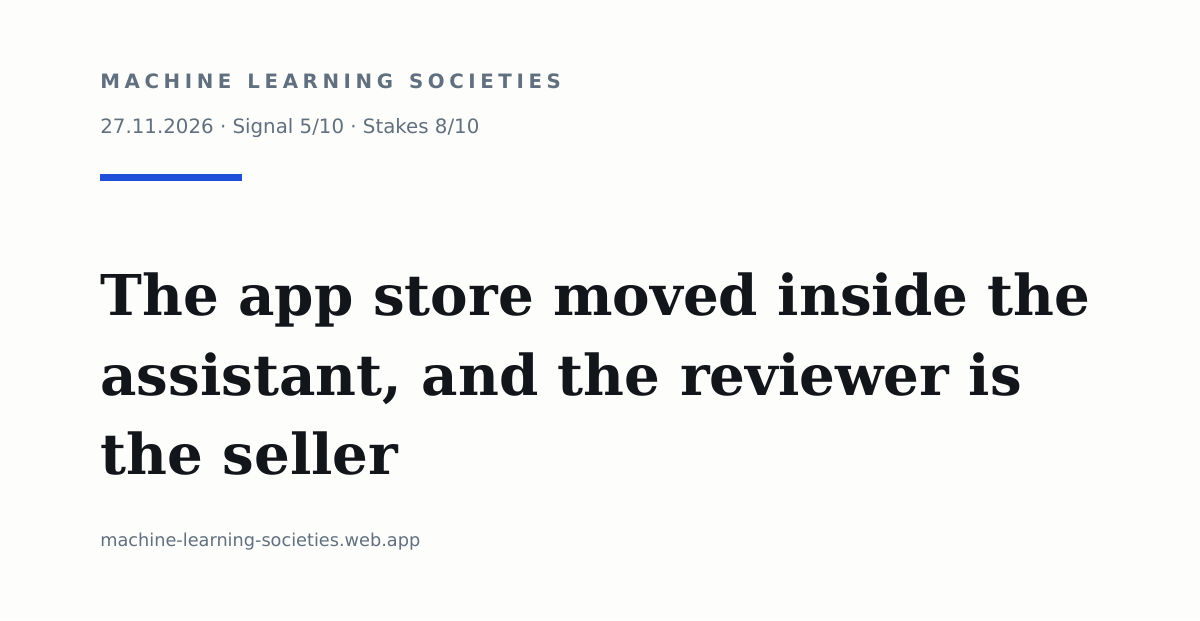 MACHINE LEARNING SOCIETIES
27.11.2026 · Signal 5/10 · Stakes 8/10
The app store moved inside the
assistant, and the reviewer is
the seller
machine-learning-societies.web.app